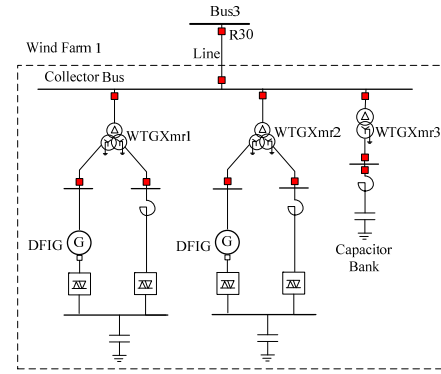 Bus3
R30
Wind Farm 1
Line
Collector Bus
WTGXmr1
WTGXmr2
WTGXmr3
DFIG
G
DFIG
G
Capacitor
Bank